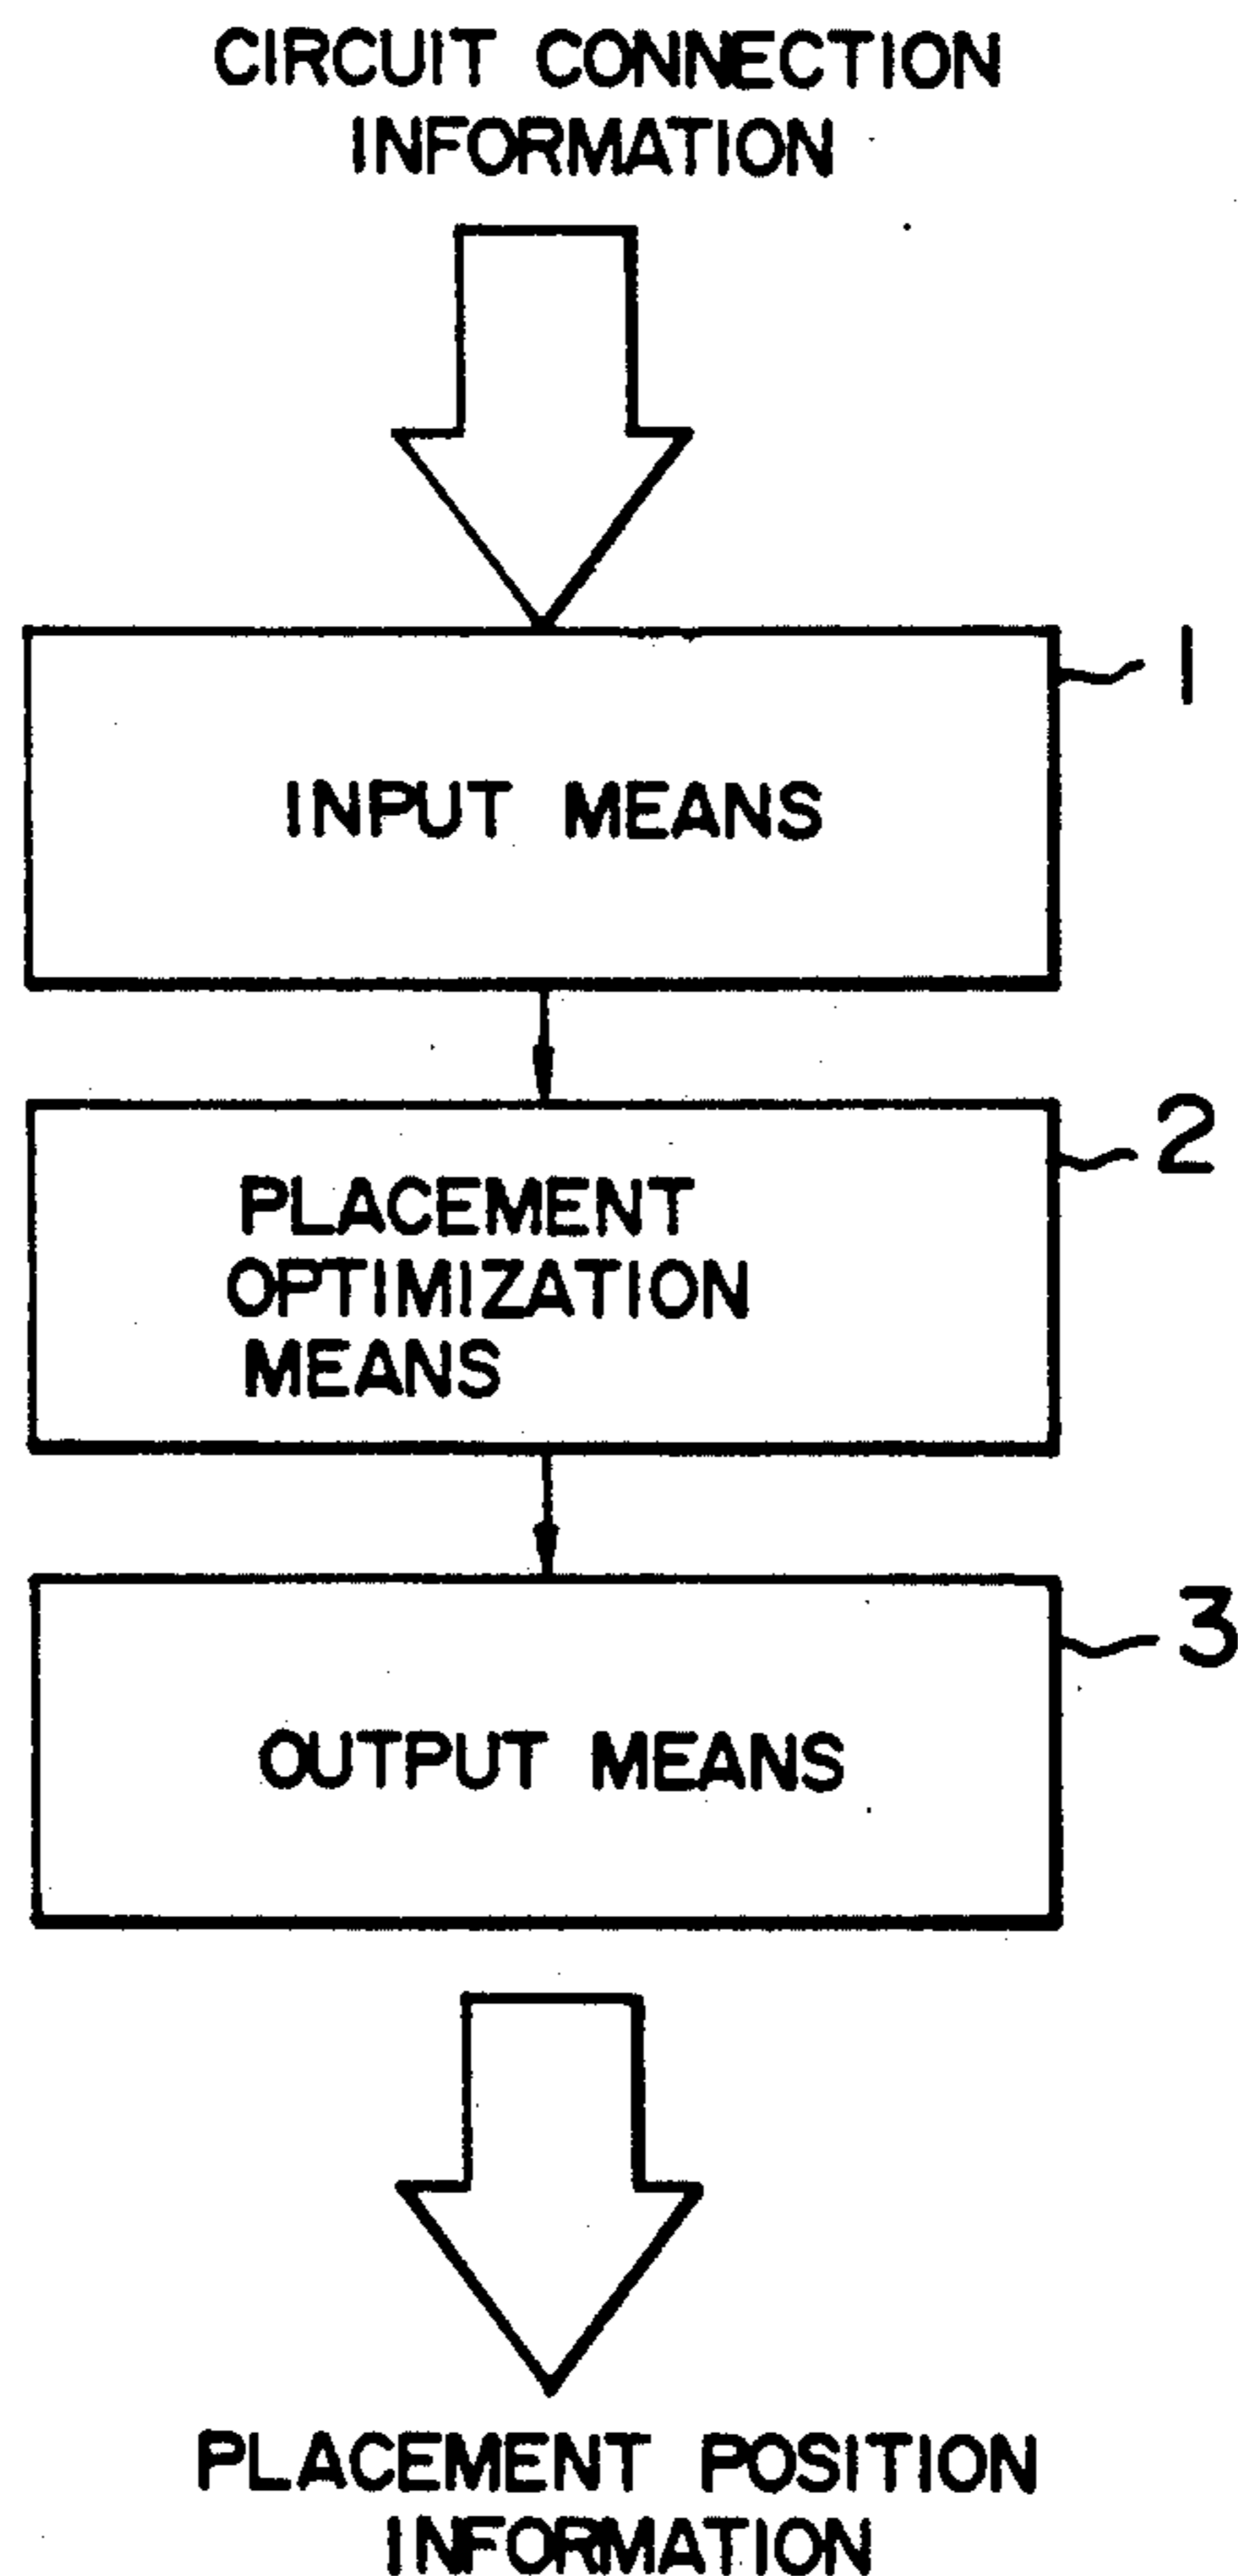 CIRCUIT CONNECTION
INFORMATION
1
INPUT MEANS
2
PLACEMENT
OPTIMIZATION
MEANS
3
OUTPUT MEANS
PLACEMENT POSITION
INFORMATION